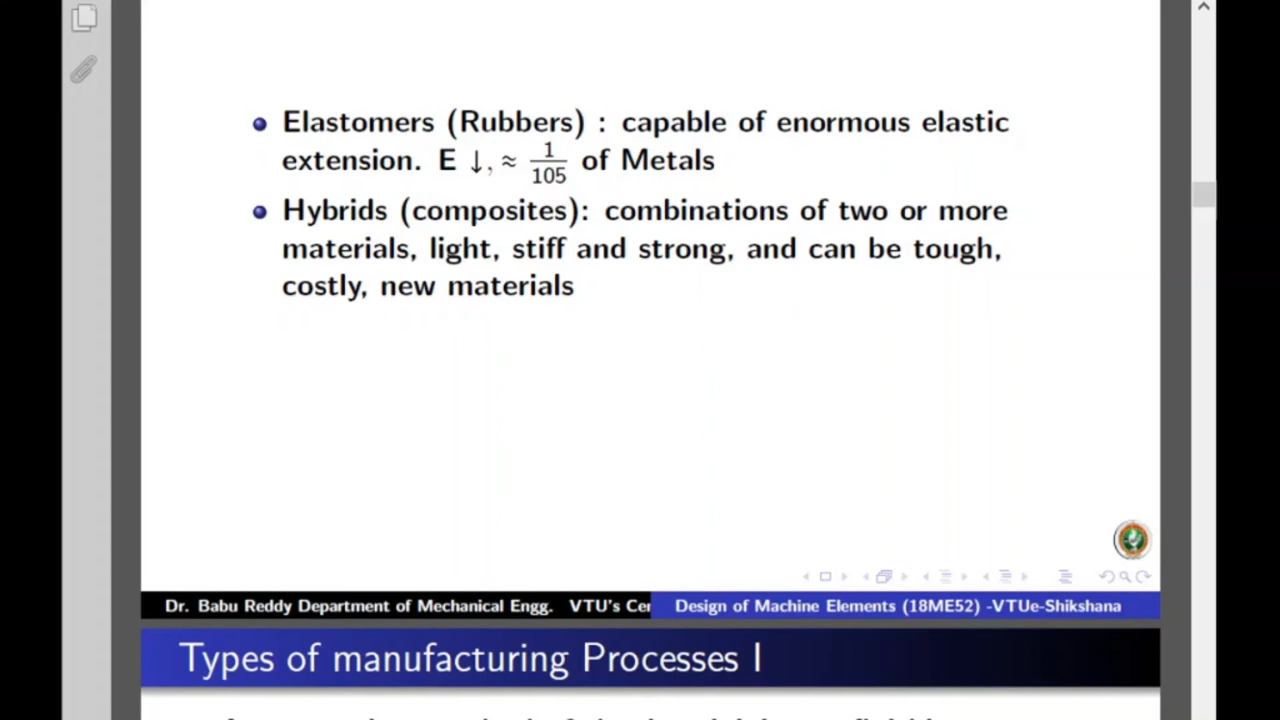 Elastomers (Rubbers) : capable of enormous elastic
extension. E ↓, ≈ 1/105 of Metals
Hybrids (composites): combinations of two or more
materials, light, stiff and strong, and can be tough,
costly, new materials
Dr. Babu Reddy Department of Mechanical Engg. VTU's Cer
Design of Machine Elements (18ME52) -VTUe-Shikshana
Types of manufacturing Processes I